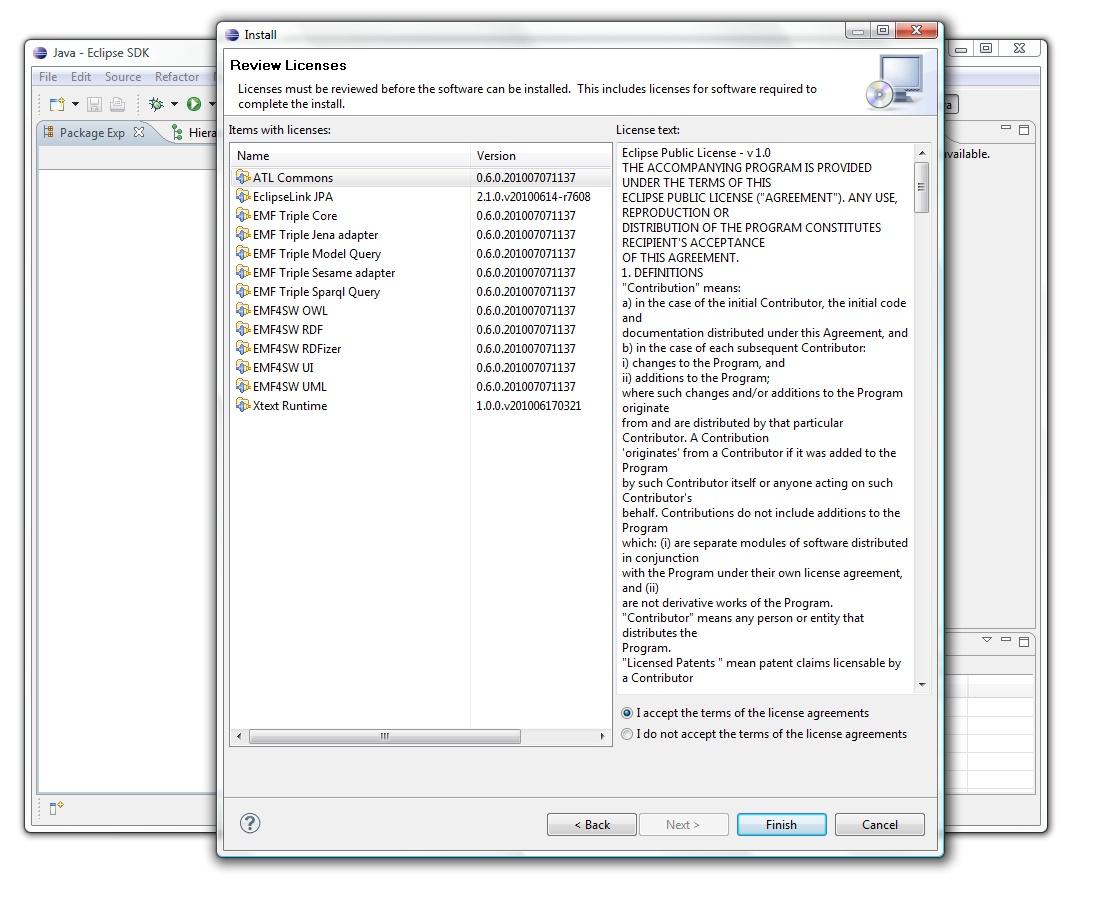 Java - Eclipse SDK
File Edit Source Refactor
Package Exp
Hiera
Install
Review Licenses
Licenses must be reviewed before the software can be installed.  This includes licenses for software required to
complete the install.
Items with licenses:
Name Version
ATL Commons 0.6.0.201007071137
EclipseLink JPA 2.1.0.v20100614-r7608
EMF Triple Core 0.6.0.201007071137
EMF Triple Jena adapter 0.6.0.201007071137
EMF Triple Model Query 0.6.0.201007071137
EMF Triple Sesame adapter 0.6.0.201007071137
EMF Triple Sparql Query 0.6.0.201007071137
EMF4SW OWL 0.6.0.201007071137
EMF4SW RDF 0.6.0.201007071137
EMF4SW RDFizer 0.6.0.201007071137
EMF4SW UI 0.6.0.201007071137
EMF4SW UML 0.6.0.201007071137
Xtext Runtime 1.0.0.v201006170321
License text:
Eclipse Public License - v 1.0
THE ACCOMPANYING PROGRAM IS PROVIDED
UNDER THE TERMS OF THIS
ECLIPSE PUBLIC LICENSE ("AGREEMENT"). ANY USE,
REPRODUCTION OR
DISTRIBUTION OF THE PROGRAM CONSTITUTES
RECIPIENT'S ACCEPTANCE
OF THIS AGREEMENT.
1. DEFINITIONS
"Contribution" means:
a) in the case of the initial Contributor, the initial code
and
documentation distributed under this Agreement, and
b) in the case of each subsequent Contributor:
i) changes to the Program, and
ii) additions to the Program;
where such changes and/or additions to the Program
originate
from and are distributed by that particular
Contributor. A Contribution
'originates' from a Contributor if it was added to the
Program
by such Contributor itself or anyone acting on such
Contributor's
behalf. Contributions do not include additions to the
Program
which: (i) are separate modules of software distributed
in conjunction
with the Program under their own license agreement,
and (ii)
are not derivative works of the Program.
"Contributor" means any person or entity that
distributes the
Program.
"Licensed Patents " mean patent claims licensable by
a Contributor
I accept the terms of the license agreements
I do not accept the terms of the license agreements
< Back Next > Finish Cancel
vailable.